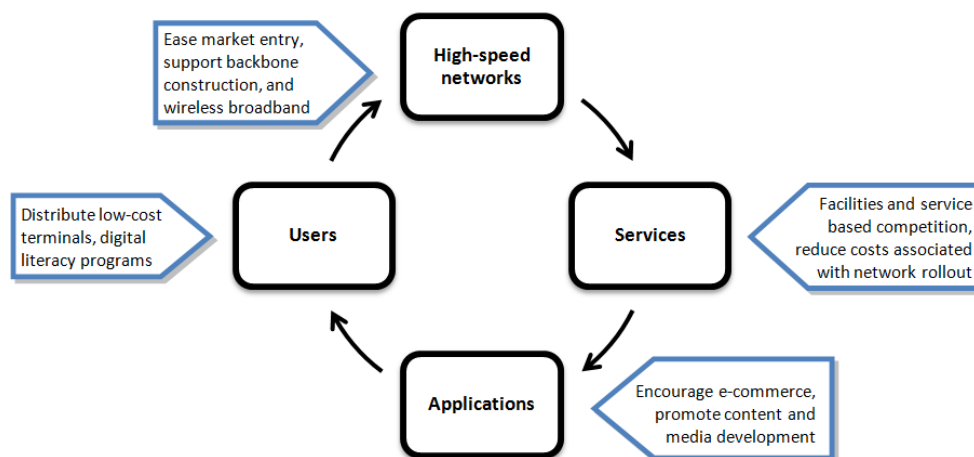 Ease market entry,
support backbone
construction, and
wireless broadband
High-speed
networks
Distribute low-cost
terminals, digital
literacy programs
Users
Services
Facilities and service
based competition,
reduce costs associated
with network rollout
Applications
Encourage e-commerce,
promote content and
media development